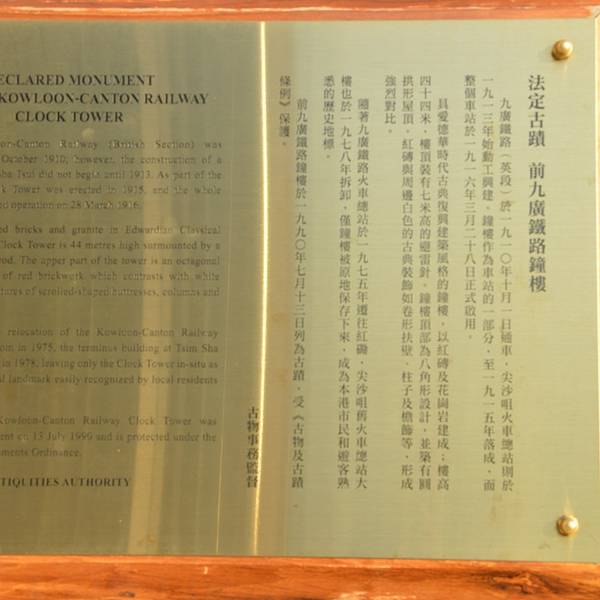 DECLARED MONUMENT
KOWLOON-CANTON RAILWAY
CLOCK TOWER
Railway (British Section) was
October 1910; however, the construction of a
Tsui did not begin until 1913. As part of the
Tower was erected in 1915, and the whole
operation on 28 March 1916.
bricks and granite in Edwardian Classical
Clock Tower is 44 metres high surmounted by a
The upper part of the tower is an octagonal
of red brickwork which contrasts with white
of scrolled-shaped buttresses, columns and
relocation of the Kowloon-Canton Railway
in 1975, the terminus building at Tsim Sha
in 1978, leaving only the Clock Tower in-situ as
landmark easily recognized by local residents
Kowloon-Canton Railway Clock Tower was
on 13 July 1990 and is protected under the
Ordinance.
ANTIQUITIES AUTHORITY
法定古蹟 前九廣鐵路鐘樓
九廣鐵路(英段)於一九一〇年十月一日通車,尖沙咀火車總站則於
一九一三年始動工興建。鐘樓作為車站的一部分,至一九一五年落成,而
整個車站於一九一六年三月二十八日正式啟用。
具愛德華時代古典復興建築風格的鐘樓,以紅磚及花崗岩建成;樓高
四十四米,樓頂裝有七米高的避雷針。鐘樓頂部為八角形設計,並築有圓
拱形屋頂。紅磚與周邊白色的古典裝飾如卷形扶壁、柱子及檐飾等,形成
強烈對比。
隨著九廣鐵路火車總站於一九七五年遷往紅磡,尖沙咀舊火車總站大
樓也於一九七八年拆卸,僅鐘樓被原地保存下來,成為本港市民和遊客熟
悉的歷史地標。
前九廣鐵路鐘樓於一九九〇年七月十三日列為古蹟,受《古物及古蹟
條例》保護。
古物事務監督